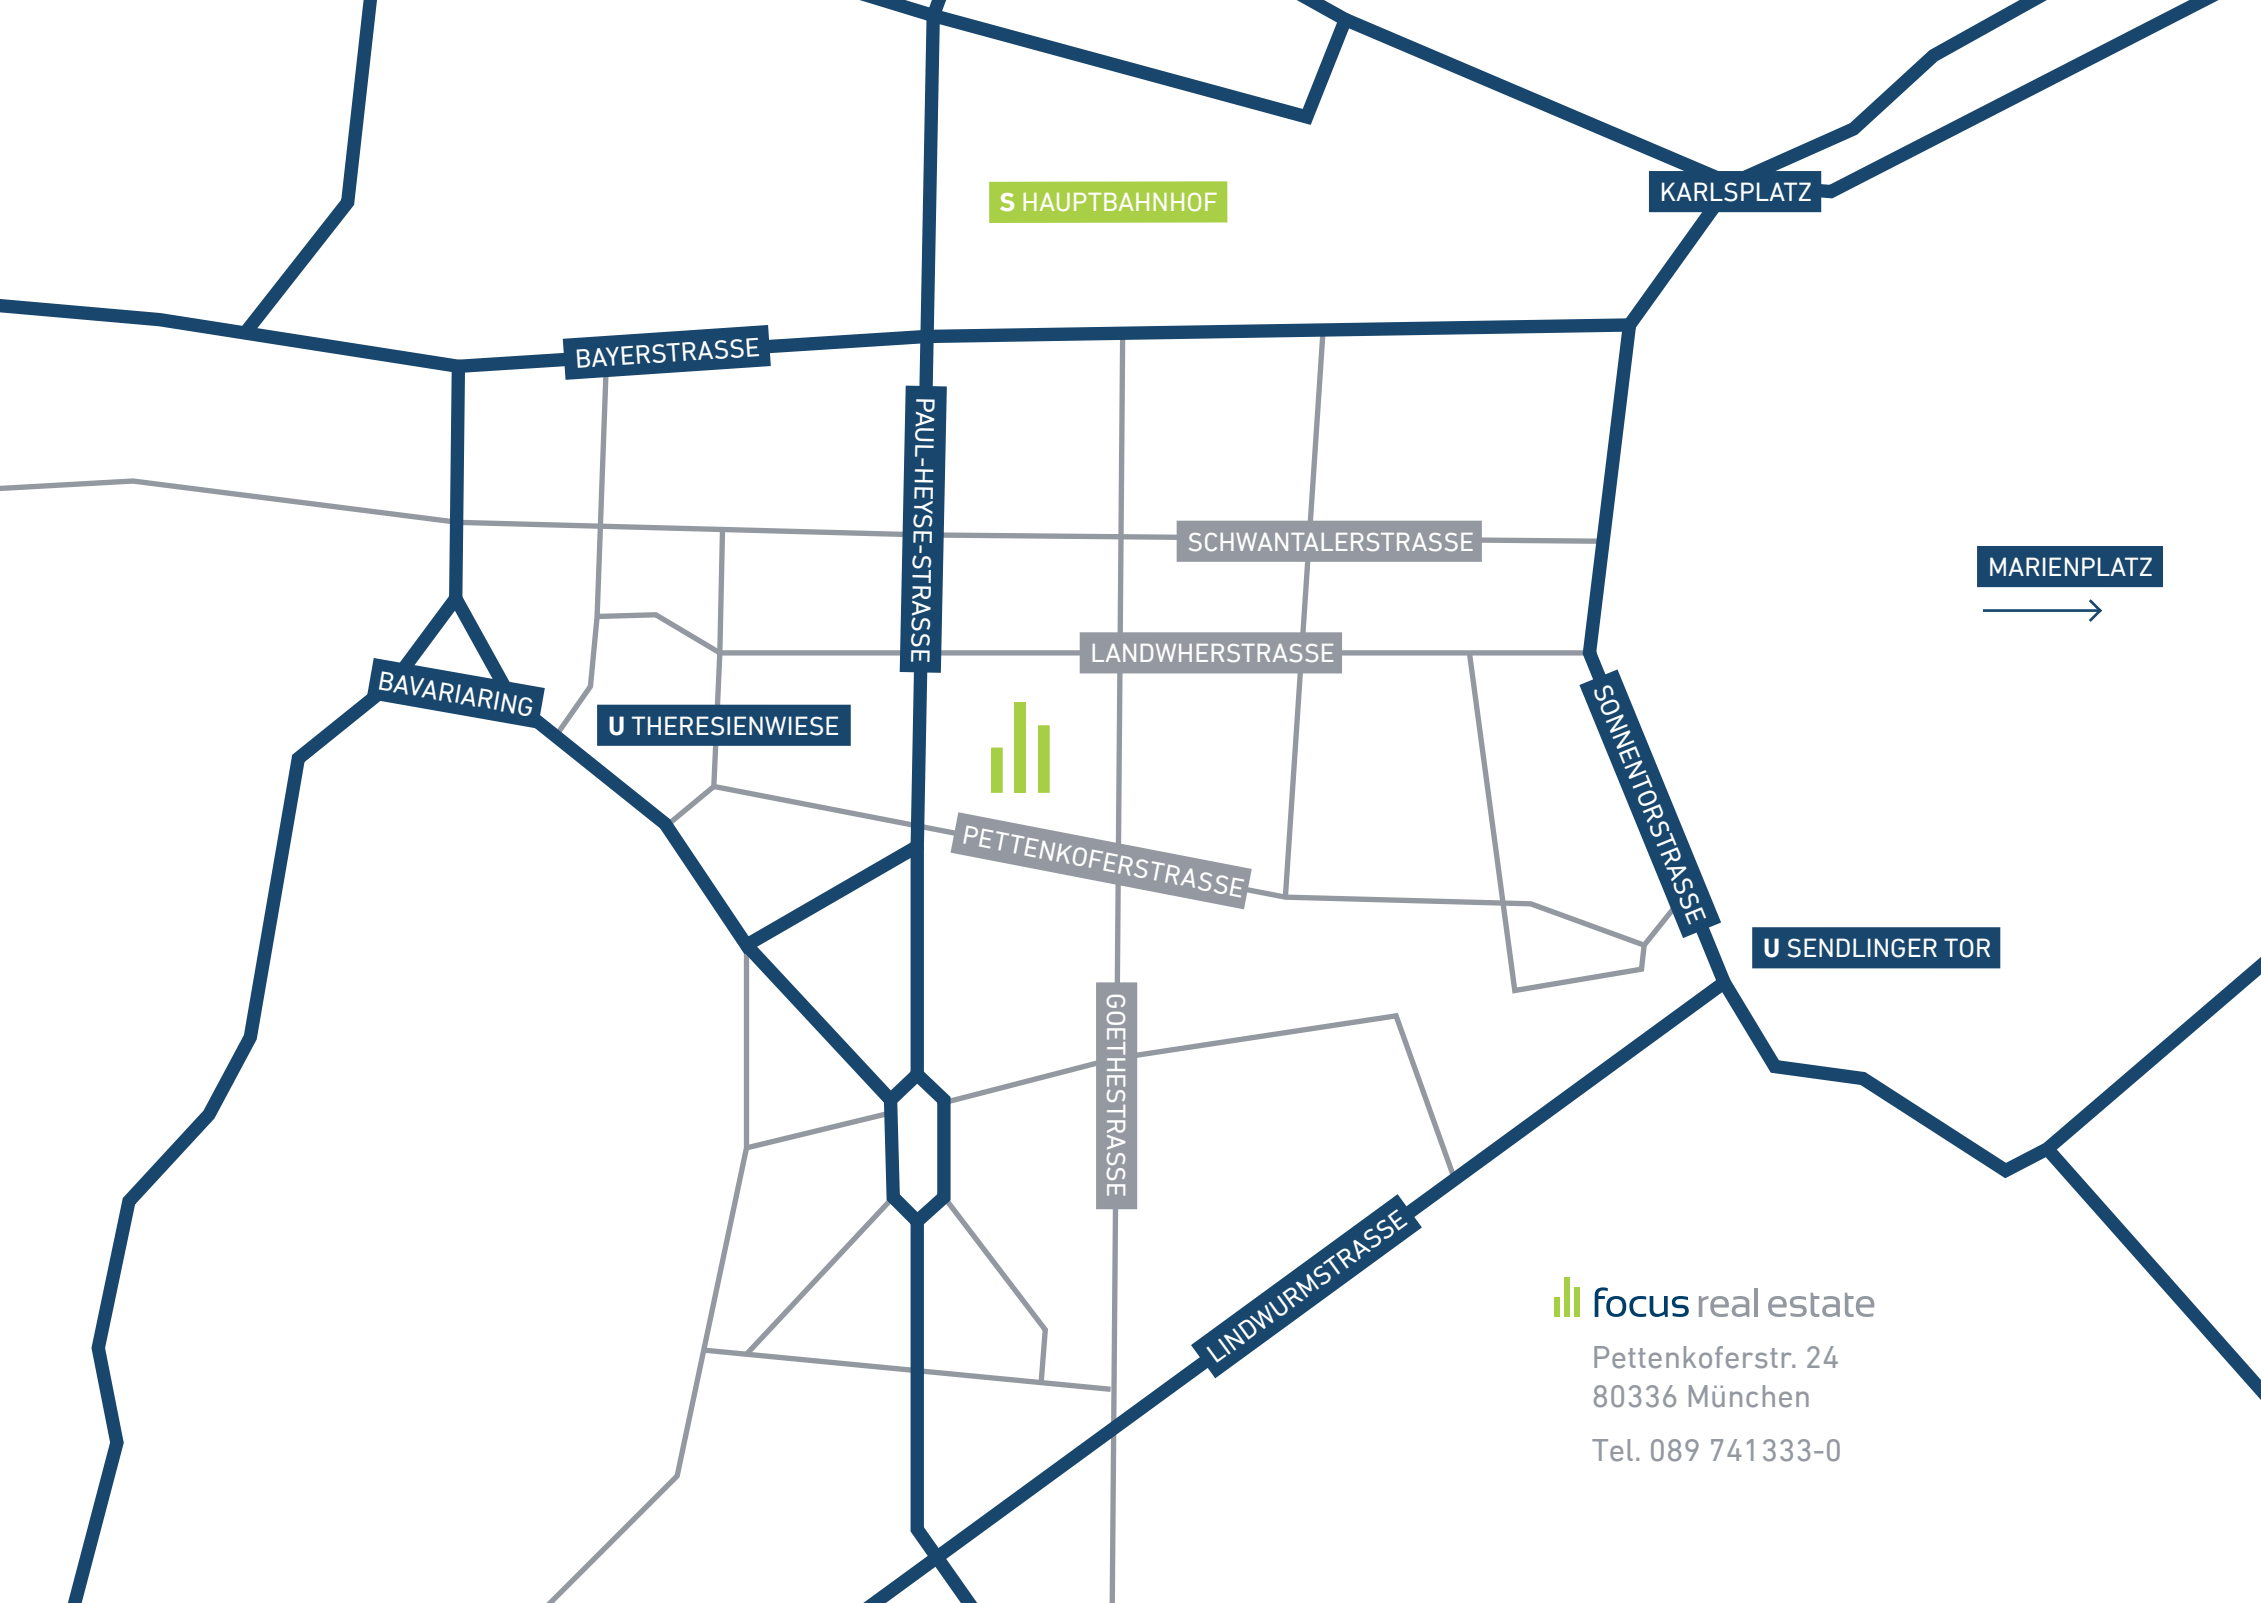 S HAUPTBAHNHOF
KARLSPLATZ
BAYERSTRASSE
PAUL-HEYSE-STRASSE
SCHWANTALERSTRASSE
MARIENPLATZ
LANDWHERSTRASSE
BAVARIARING
U THERESIENWIESE
SONNENTORSTRASSE
PETTENKOFERSTRASSE
U SENDLINGER TOR
GOETHESTRASSE
LINDWURMSTRASSE
focus real estate
Pettenkoferstr. 24
80336 München
Tel. 089 741333-0